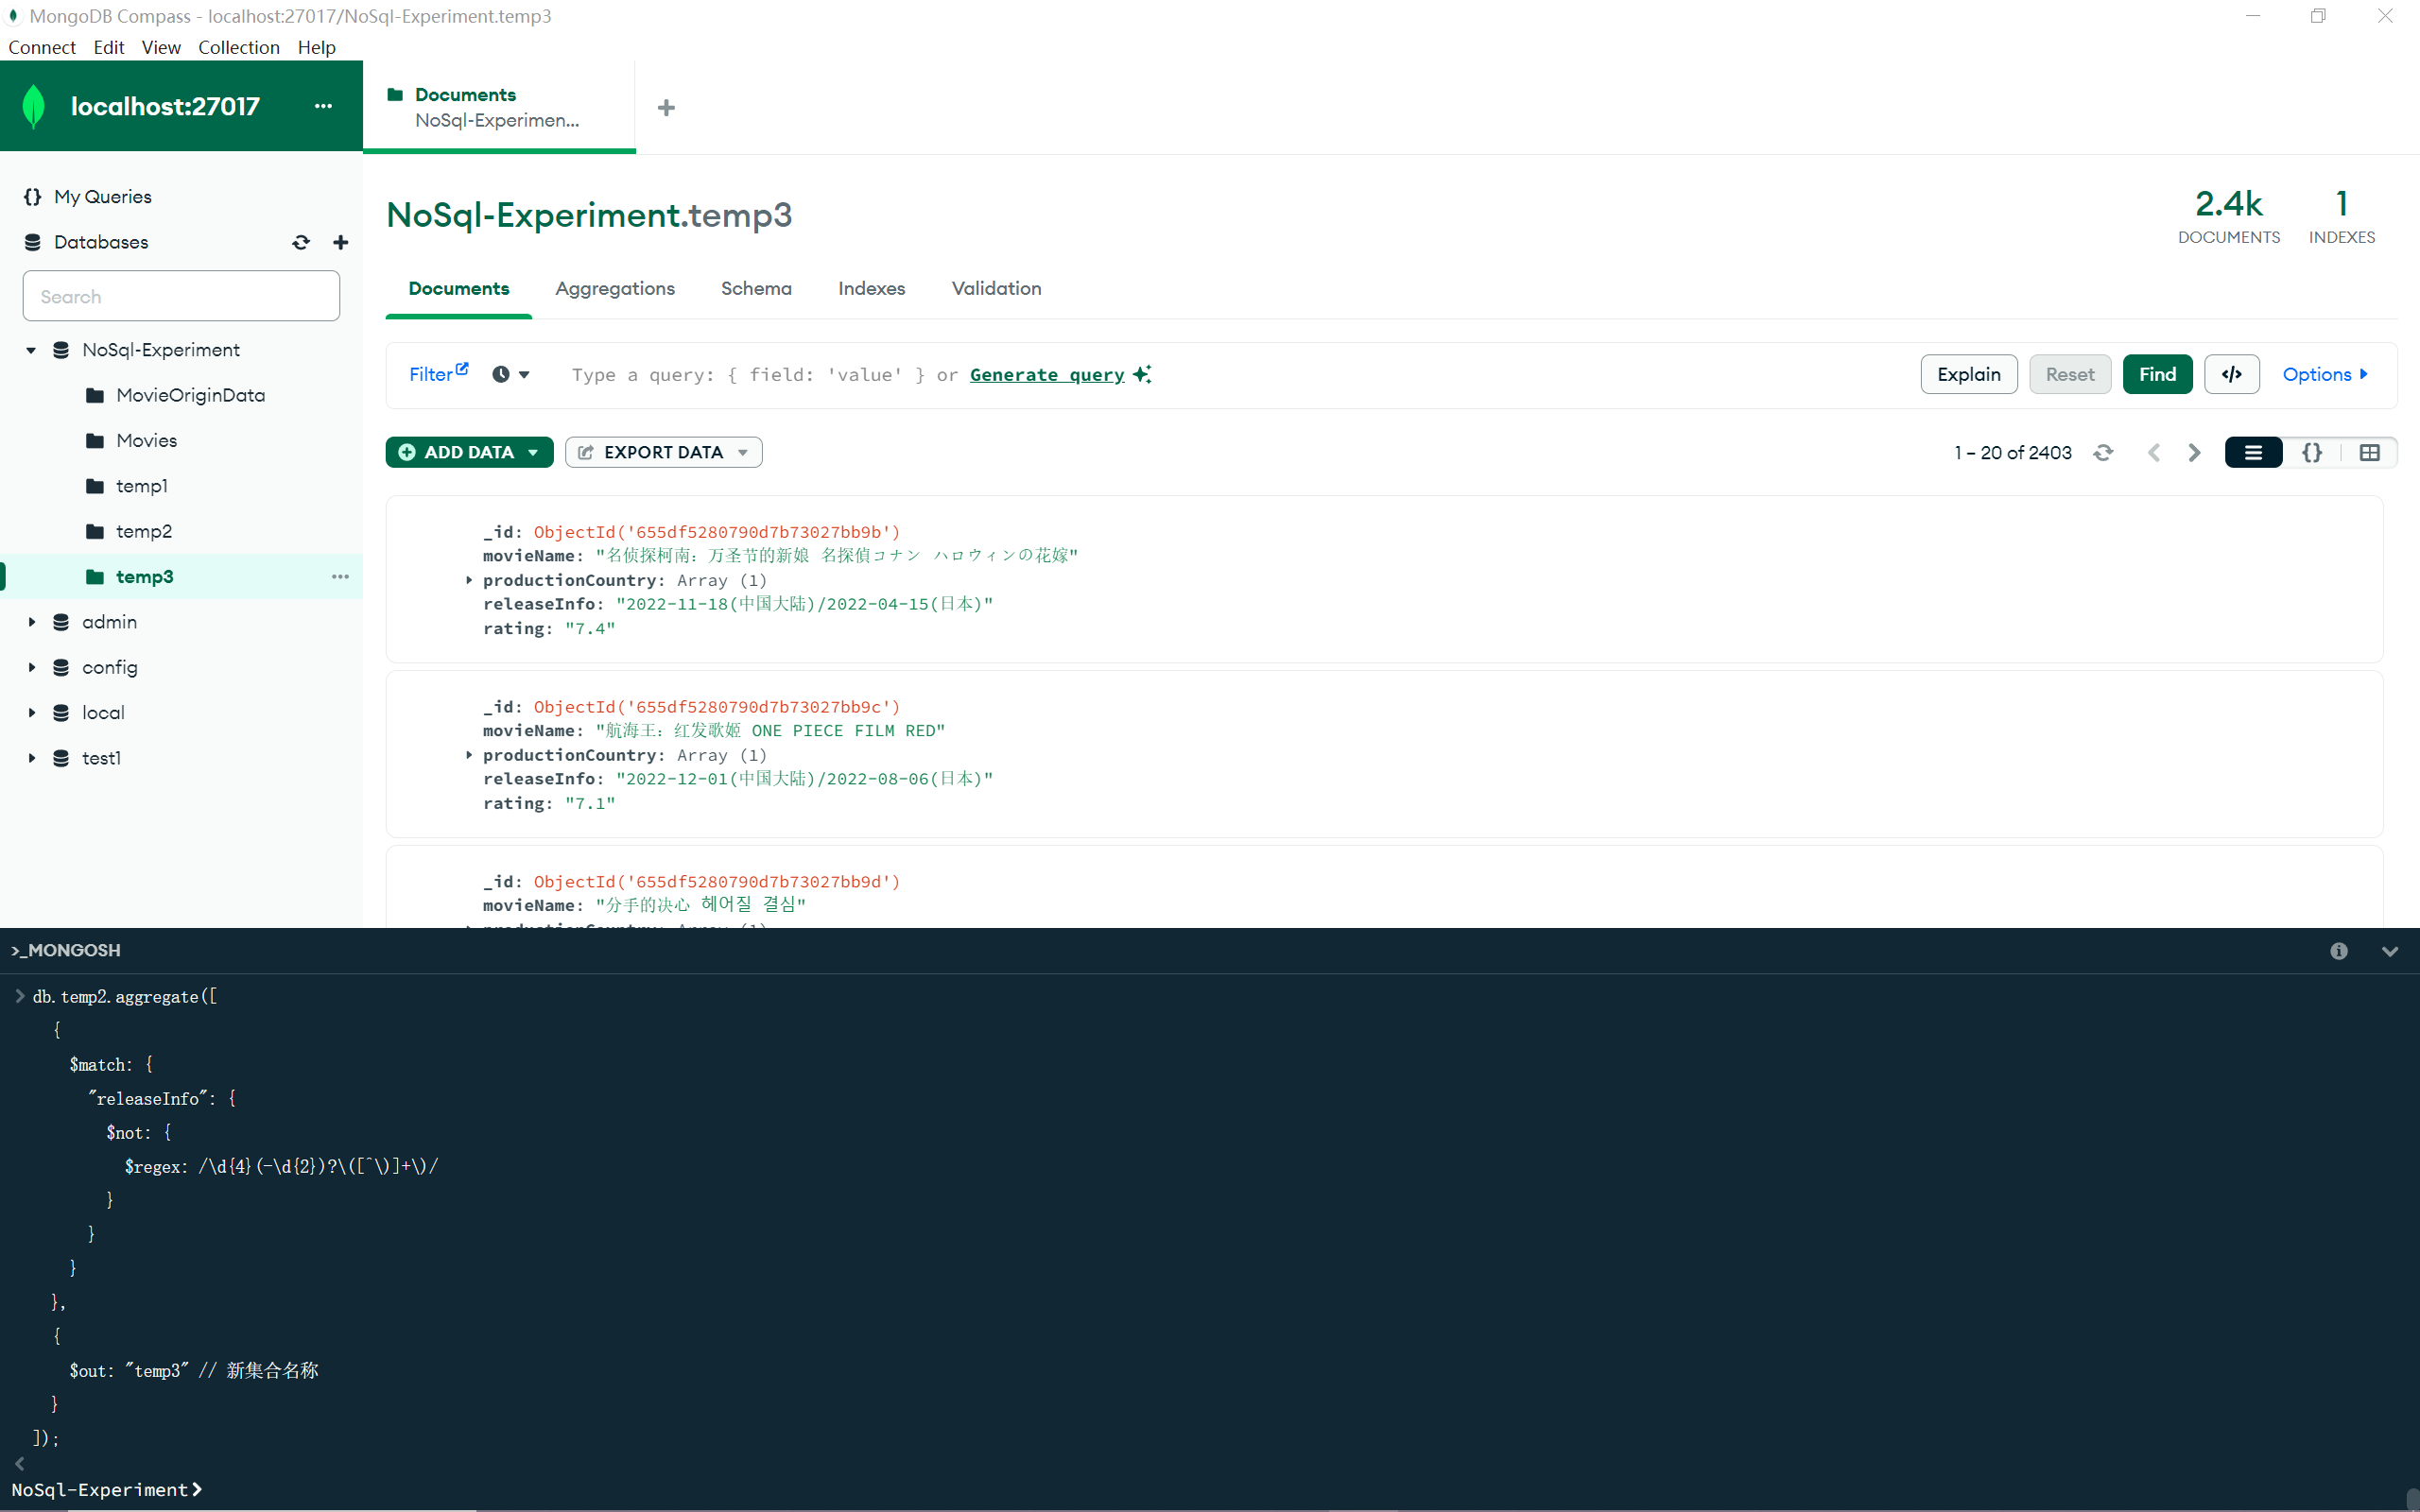 MongoDB Compass - localhost:27017/NoSql-Experiment.temp3
Connect Edit View Collection Help
localhost:27017 ...
Documents
NoSql-Experimen...
My Queries
Databases
Search
NoSql-Experiment
MovieOriginData
Movies
temp1
temp2
temp3
admin
config
local
test1
NoSql-Experiment.temp3
2.4k
DOCUMENTS
1
INDEXES
Documents Aggregations Schema Indexes Validation
Filter Type a query: { field: 'value' } or Generate query Explain Reset Find </> Options
ADD DATA EXPORT DATA 1 – 20 of 2403 {}
_id: ObjectId('655df5280790d7b73027bb9b')
movieName: "名侦探柯南：万圣节的新娘 名探偵コナン ハロウィンの花嫁"
productionCountry: Array (1)
releaseInfo: "2022-11-18(中国大陆)/2022-04-15(日本)"
rating: "7.4"
_id: ObjectId('655df5280790d7b73027bb9c')
movieName: "航海王：红发歌姬 ONE PIECE FILM RED"
productionCountry: Array (1)
releaseInfo: "2022-12-01(中国大陆)/2022-08-06(日本)"
rating: "7.1"
_id: ObjectId('655df5280790d7b73027bb9d')
movieName: "分手的决心 헤어질 결심"
productionCountry: Array (1)
>_MONGOSH
> db.temp2.aggregate([
{
$match: {
"releaseInfo": {
$not: {
$regex: /\d{4}(-\d{2})?\([^\)]+\)/
}
}
}
},
{
$out: "temp3" // 新集合名称
}
]);
<
NoSql-Experiment>